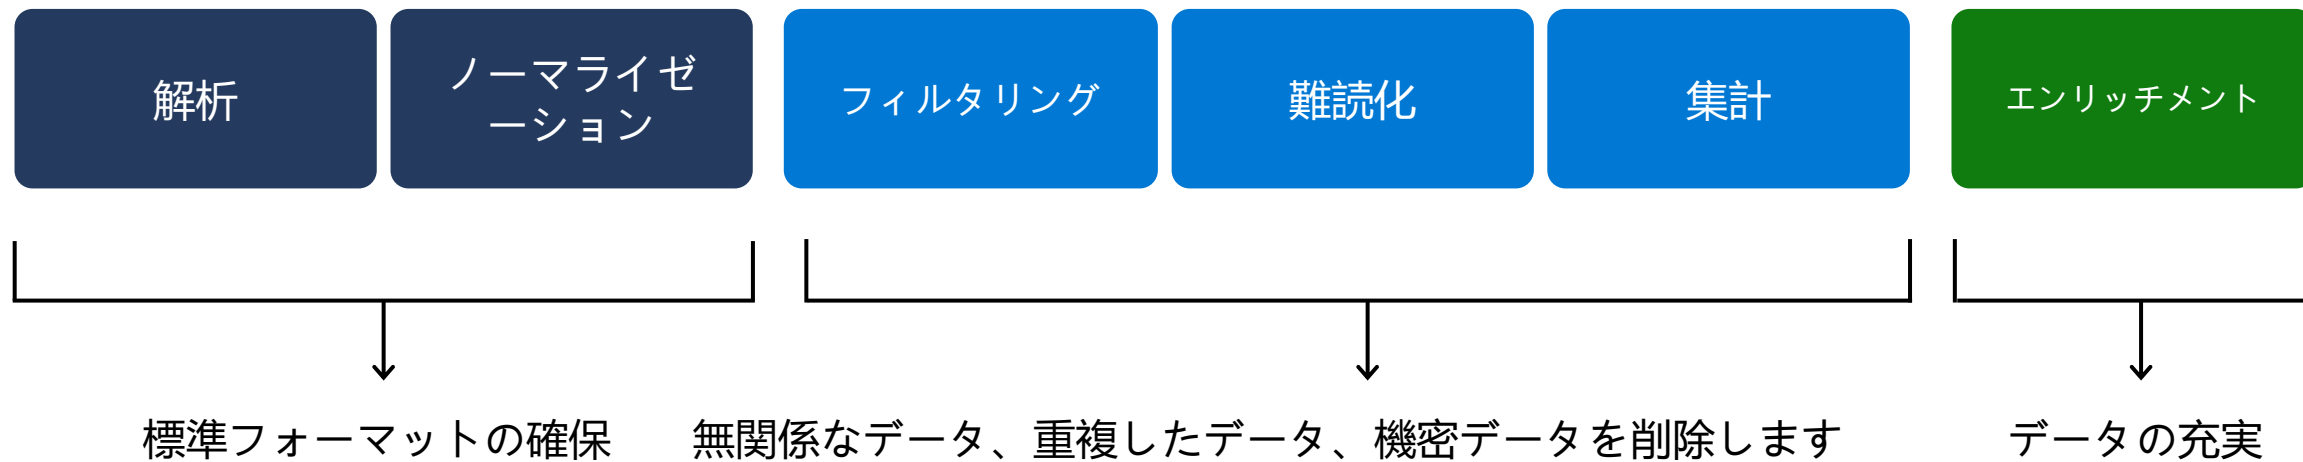 解析
ノーマライゼ
ーション
フィルタリング
難読化
集計
エンリッチメント
標準フォーマットの確保
無関係なデータ、重複したデータ、機密データを削除します
データの充実